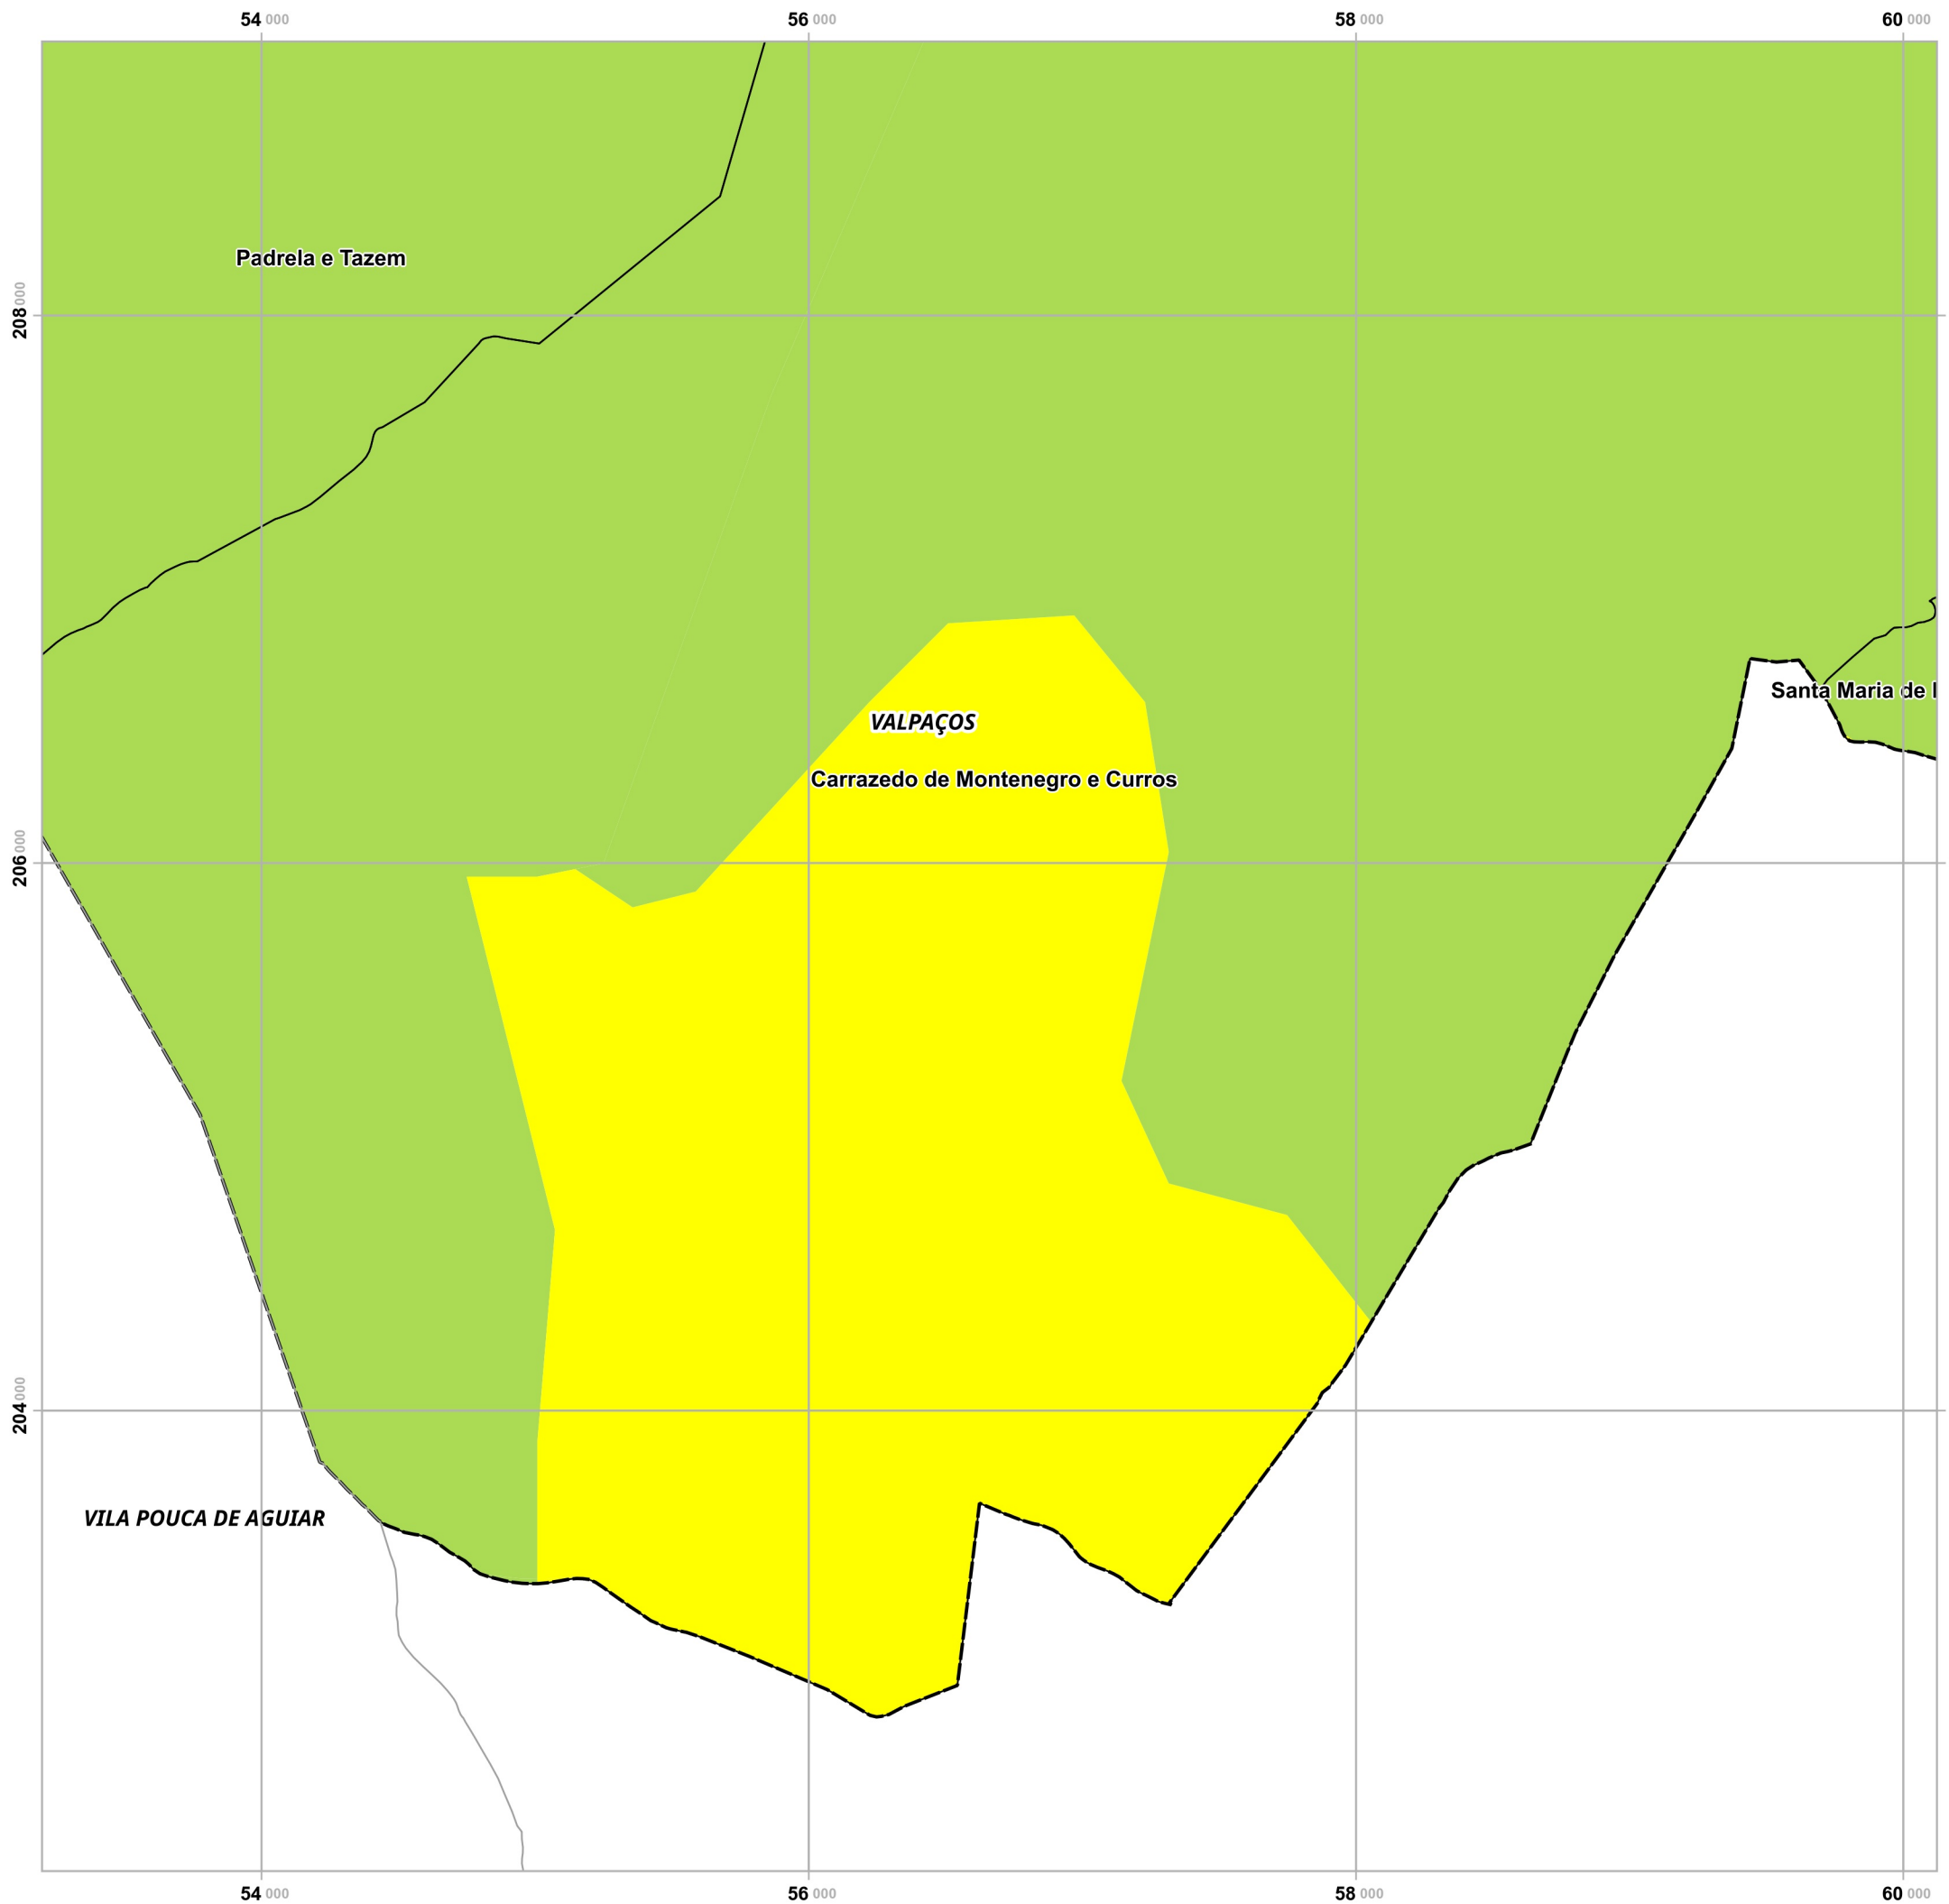 54 000 56 000 58 000 60 000
Padrela e Tazem
208 000
Santa Maria de
VALPAÇOS
Carrazedo de Montenegro e Curros
206 000
204 000
VILA POUCA DE AGUIAR
54 000 56 000 58 000 60 000